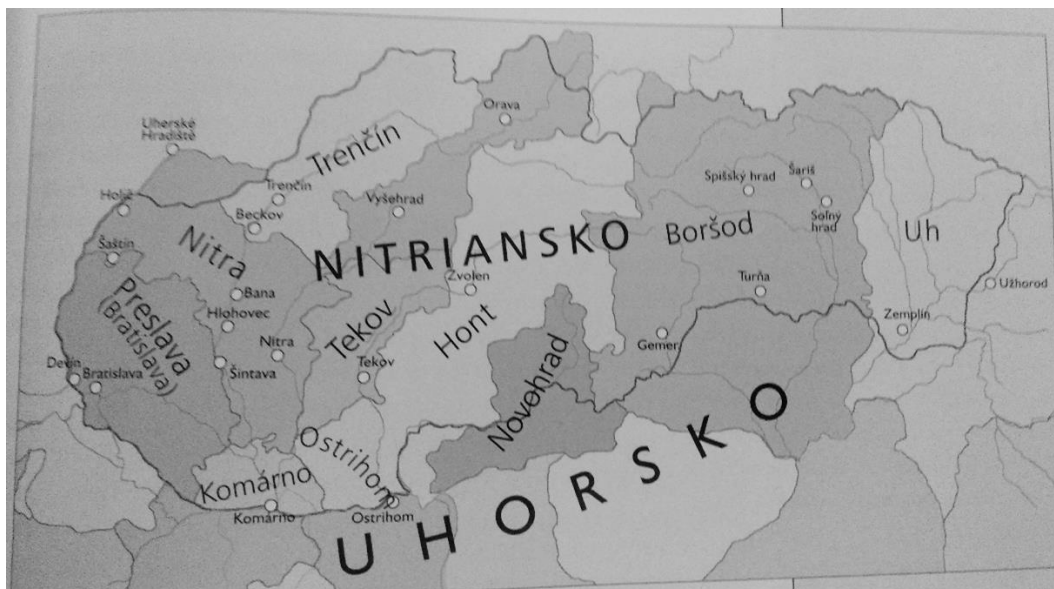 Orava
Uherské
Hradiště
Trenčín
Trenčín
Spišský hrad
Šariš
Holíč
Vyšehrad
Soľný
hrad
Beckov
NITRIANSKO
Boršod
Uh
Šaštín
Nitra
Zvolen
Turňa
Užhorod
Bana
Preslava
(Bratislava)
Hlohovec
Tekov
Hont
Zemplín
Nitra
Novohrad
Gemer
Devín
Bratislava
Šintava
Tekov
Ostrihom
Komárno
Komárno
Ostrihom
UHORSKO